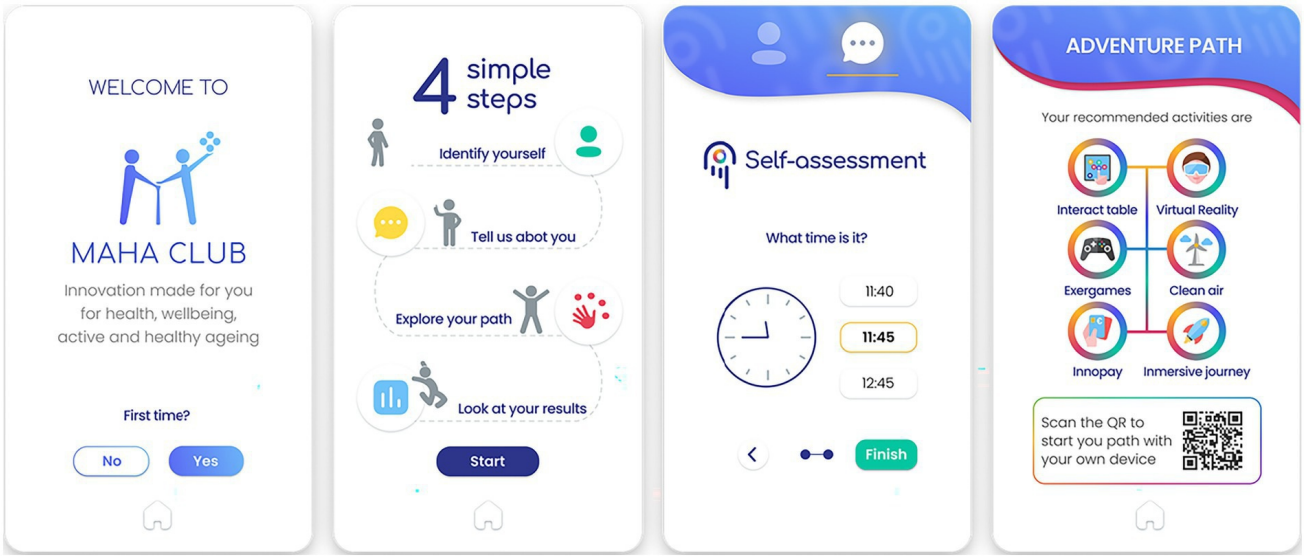 WELCOME TO
MAHA CLUB
Innovation made for you
for health, wellbeing,
active and healthy ageing
First time?
No
Yes
4 simple
steps
Identify yourself
Tell us abot you
Explore your path
Look at your results
Start
Self-assessment
What time is it?
11:40
11:45
12:45
Finish
ADVENTURE PATH
Your recommended activities are
Interact table
Virtual Reality
Exergames
Clean air
Innopay
Inmersive journey
Scan the QR to
start you path with
your own device